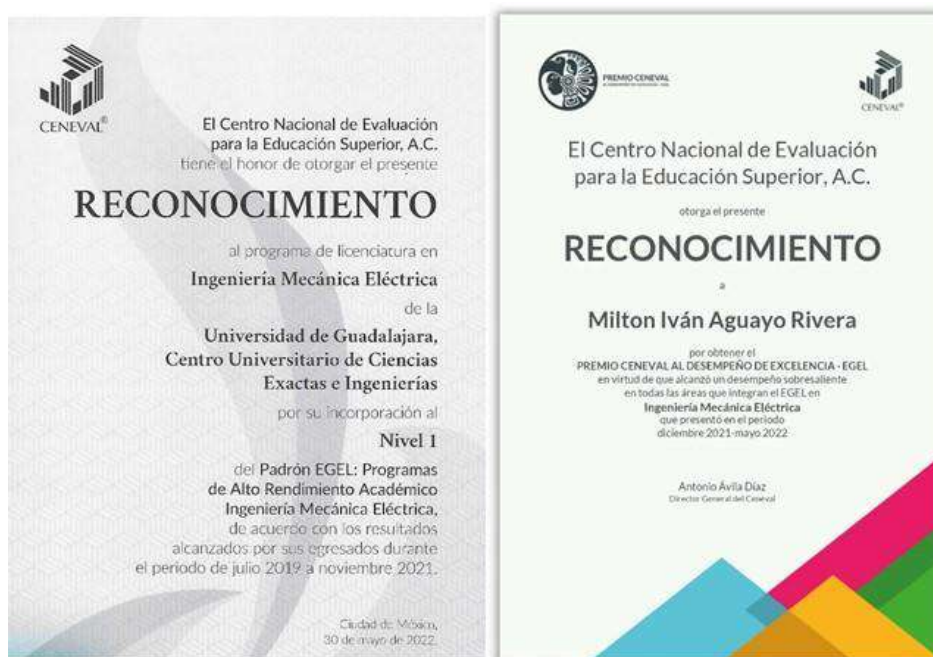 CENEVAL®
El Centro Nacional de Evaluación
para la Educación Superior, A.C.
tiene el honor de otorgar el presente
RECONOCIMIENTO
al programa de licenciatura en
Ingeniería Mecánica Eléctrica
de la
Universidad de Guadalajara,
Centro Universitario de Ciencias
Exactas e Ingenierías
por su incorporación al
Nivel 1
del Padrón EGEL: Programas
de Alto Rendimiento Académico
Ingeniería Mecánica Eléctrica,
de acuerdo con los resultados
alcanzados por sus egresados durante
el periodo de julio 2019 a noviembre 2021.
Ciudad de México,
30 de mayo de 2022.
PREMIO CENEVAL
CENEVAL®
El Centro Nacional de Evaluación
para la Educación Superior, A.C.
otorga el presente
RECONOCIMIENTO
a
Milton Iván Aguayo Rivera
por obtener el
PREMIO CENEVAL AL DESEMPEÑO DE EXCELENCIA - EGEL
en virtud de que alcanzó un desempeño sobresaliente
en todas las áreas que integran el EGEL en
Ingeniería Mecánica Eléctrica
que presentó en el periodo
diciembre 2021-mayo 2022
Antonio Ávila Díaz
Director General del Ceneval